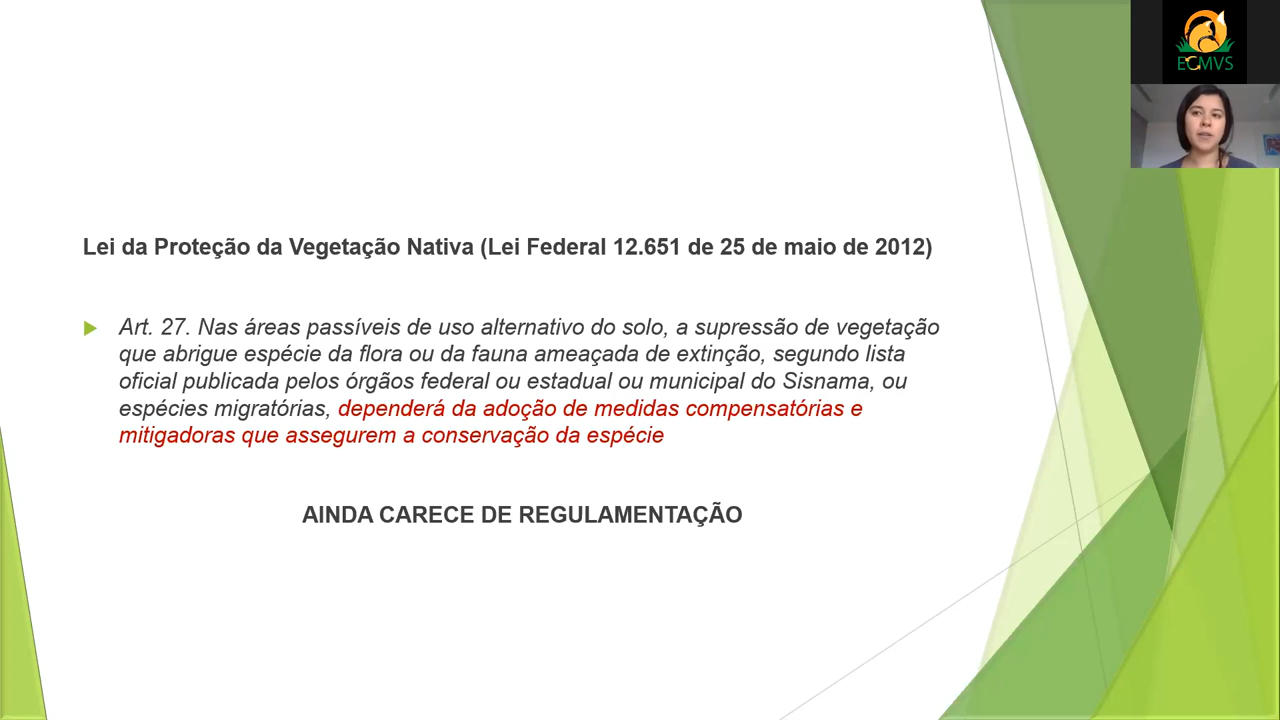 ECMVS
Lei da Proteção da Vegetação Nativa (Lei Federal 12.651 de 25 de maio de 2012)
Art. 27. Nas áreas passíveis de uso alternativo do solo, a supressão de vegetação
que abrigue espécie da flora ou da fauna ameaçada de extinção, segundo lista
oficial publicada pelos órgãos federal ou estadual ou municipal do Sisnama, ou
espécies migratórias, dependerá da adoção de medidas compensatórias e
mitigadoras que assegurem a conservação da espécie
AINDA CARECE DE REGULAMENTAÇÃO